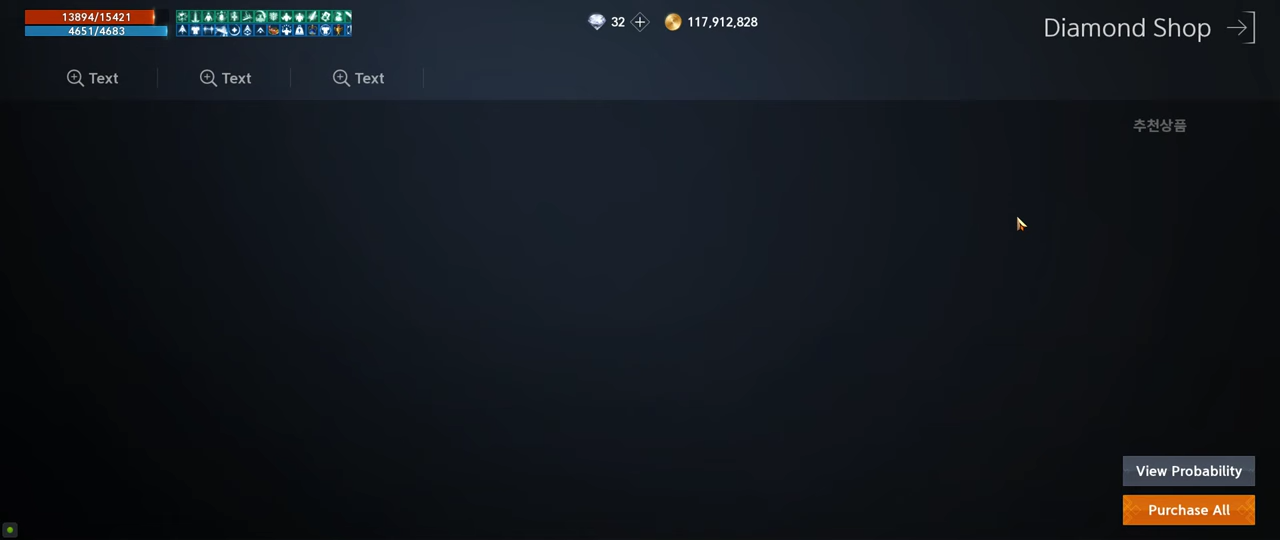 13894/15421
4651/4683
32
117,912,828
Diamond Shop
Text
Text
Text
추천상품
View Probability
Purchase All